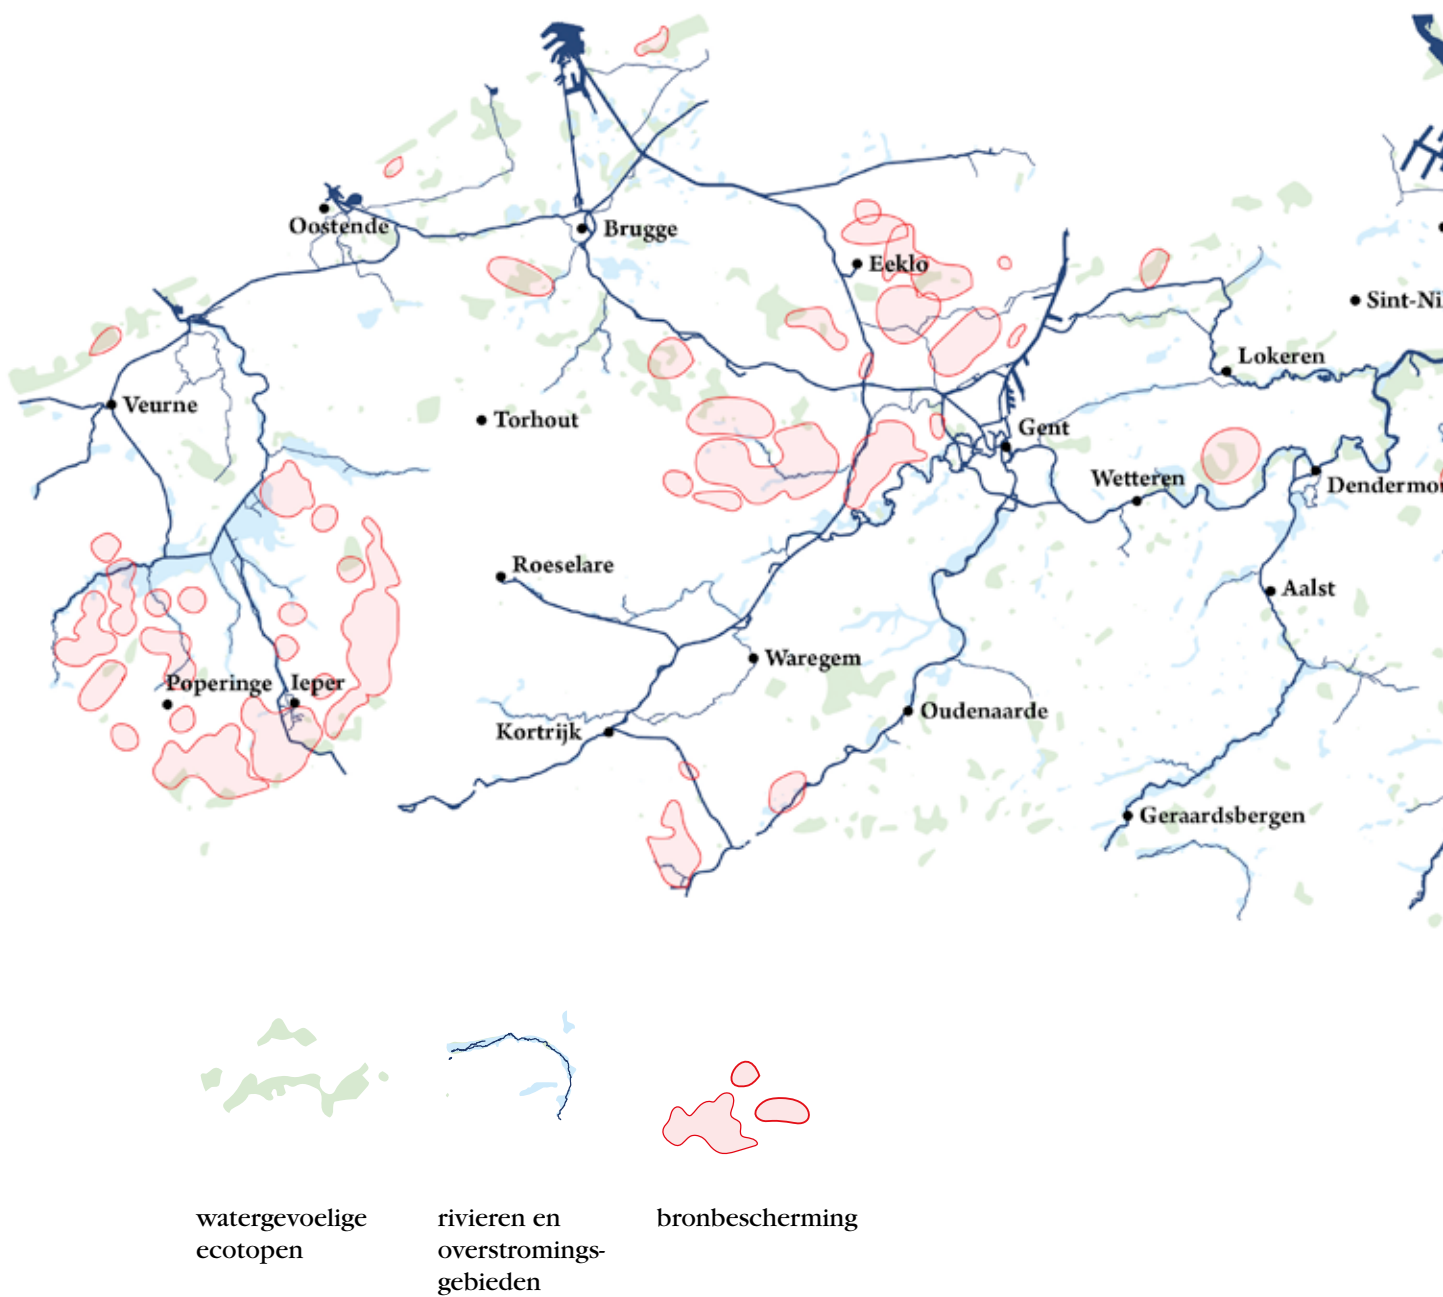 Oostende
Brugge
Eeklo
Sint-Ni
Lokeren
Veurne
Torhout
Gent
Wetteren
Dendermo
Roeselare
Aalst
Waregem
Poperinge
Ieper
Oudenaarde
Kortrijk
Geraardsbergen
watergevoelige
ecotopen
rivieren en
overstromings-
gebieden
bronbescherming